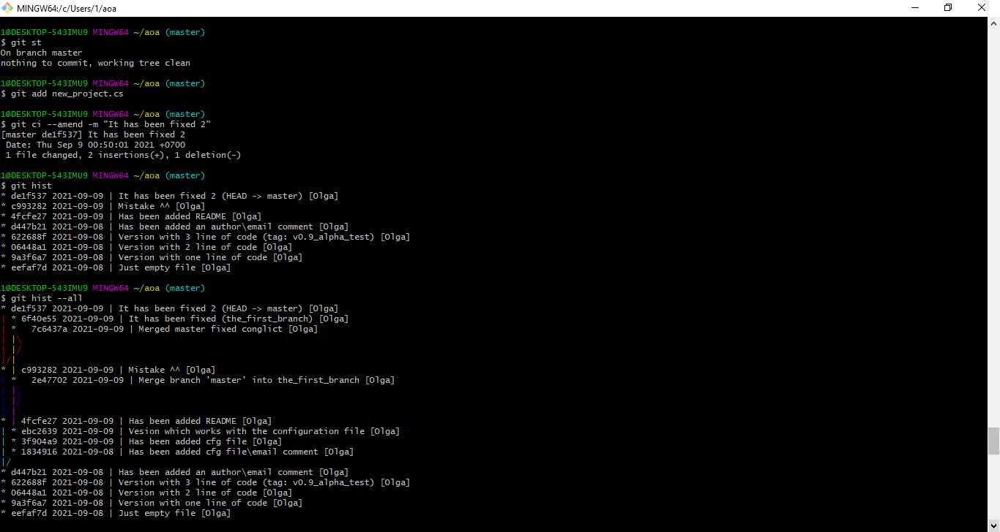 MINGW64:/c/Users/1/aoa
1@DESKTOP-543IMU9 MINGW64 ~/aoa (master)
$ git st
On branch master
nothing to commit, working tree clean
1@DESKTOP-543IMU9 MINGW64 ~/aoa (master)
$ git add new_project.cs
1@DESKTOP-543IMU9 MINGW64 ~/aoa (master)
$ git ci --amend -m "It has been fixed 2"
[master de1f537] It has been fixed 2
 Date: Thu Sep 9 00:50:01 2021 +0700
 1 file changed, 2 insertions(+), 1 deletion(-)
1@DESKTOP-543IMU9 MINGW64 ~/aoa (master)
$ git hist
* de1f537 2021-09-09 | It has been fixed 2 (HEAD -> master) [Olga]
* c993282 2021-09-09 | Mistake ^^ [Olga]
* 4fcfe27 2021-09-09 | Has been added README [Olga]
* d447b21 2021-09-08 | Has been added an author\email comment [Olga]
* 622688f 2021-09-08 | Version with 3 line of code (tag: v0.9_alpha_test) [Olga]
* 06448a1 2021-09-08 | Version with 2 line of code [Olga]
* 9a3f6a7 2021-09-08 | Version with one line of code [Olga]
* eefaf7d 2021-09-08 | Just empty file [Olga]
1@DESKTOP-543IMU9 MINGW64 ~/aoa (master)
$ git hist --all
* de1f537 2021-09-09 | It has been fixed 2 (HEAD -> master) [Olga]
| * 6f40e55 2021-09-09 | It has been fixed (the_first_branch) [Olga]
| *   7c6437a 2021-09-09 | Merged master fixed conglict [Olga]
| |\
| |/
|/|
* | c993282 2021-09-09 | Mistake ^^ [Olga]
| *   2e47702 2021-09-09 | Merge branch 'master' into the_first_branch [Olga]
| |\
| |/
|/|
* | 4fcfe27 2021-09-09 | Has been added README [Olga]
| * ebc2639 2021-09-09 | Vesion which works with the configuration file [Olga]
| * 3f904a9 2021-09-09 | Has been added cfg file [Olga]
| * 1834916 2021-09-08 | Has been added cfg file\email comment [Olga]
|/
* d447b21 2021-09-08 | Has been added an author\email comment [Olga]
* 622688f 2021-09-08 | Version with 3 line of code (tag: v0.9_alpha_test) [Olga]
* 06448a1 2021-09-08 | Version with 2 line of code [Olga]
* 9a3f6a7 2021-09-08 | Version with one line of code [Olga]
* eefaf7d 2021-09-08 | Just empty file [Olga]